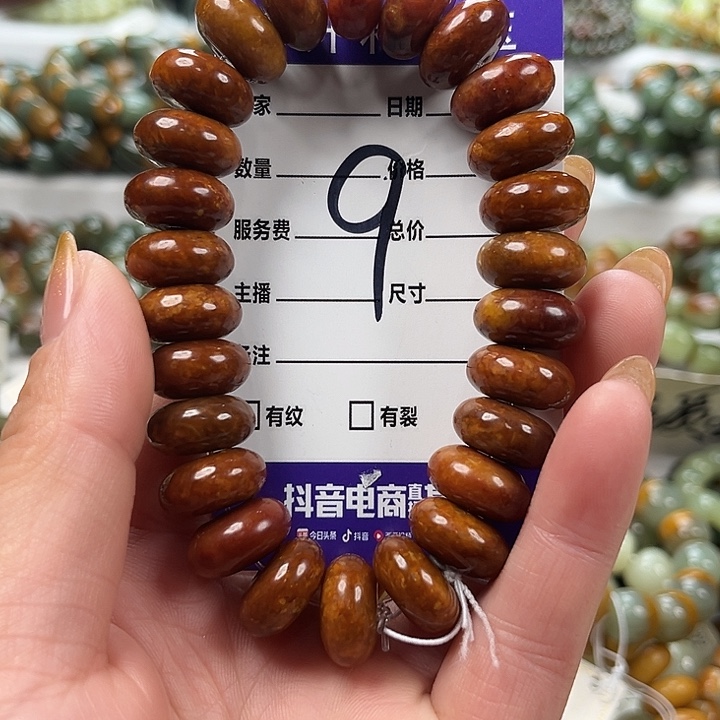 家 日期
数量 价格
9
服务费 总价
主播 尺寸
注
有纹 有裂
抖音电商
今日头条 抖音